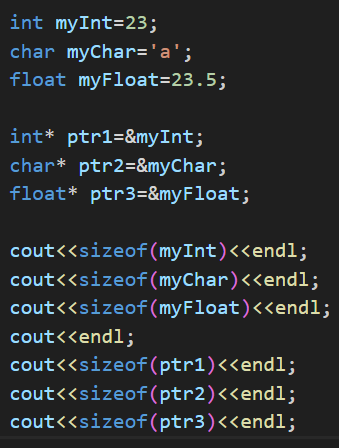 int myInt=23;
char myChar='a';
float myFloat=23.5;
int* ptr1=&myInt;
char* ptr2=&myChar;
float* ptr3=&myFloat;
cout<<sizeof(myInt)<<endl;
cout<<sizeof(myChar)<<endl;
cout<<sizeof(myFloat)<<endl;
cout<<endl;
cout<<sizeof(ptr1)<<endl;
cout<<sizeof(ptr2)<<endl;
cout<<sizeof(ptr3)<<endl;